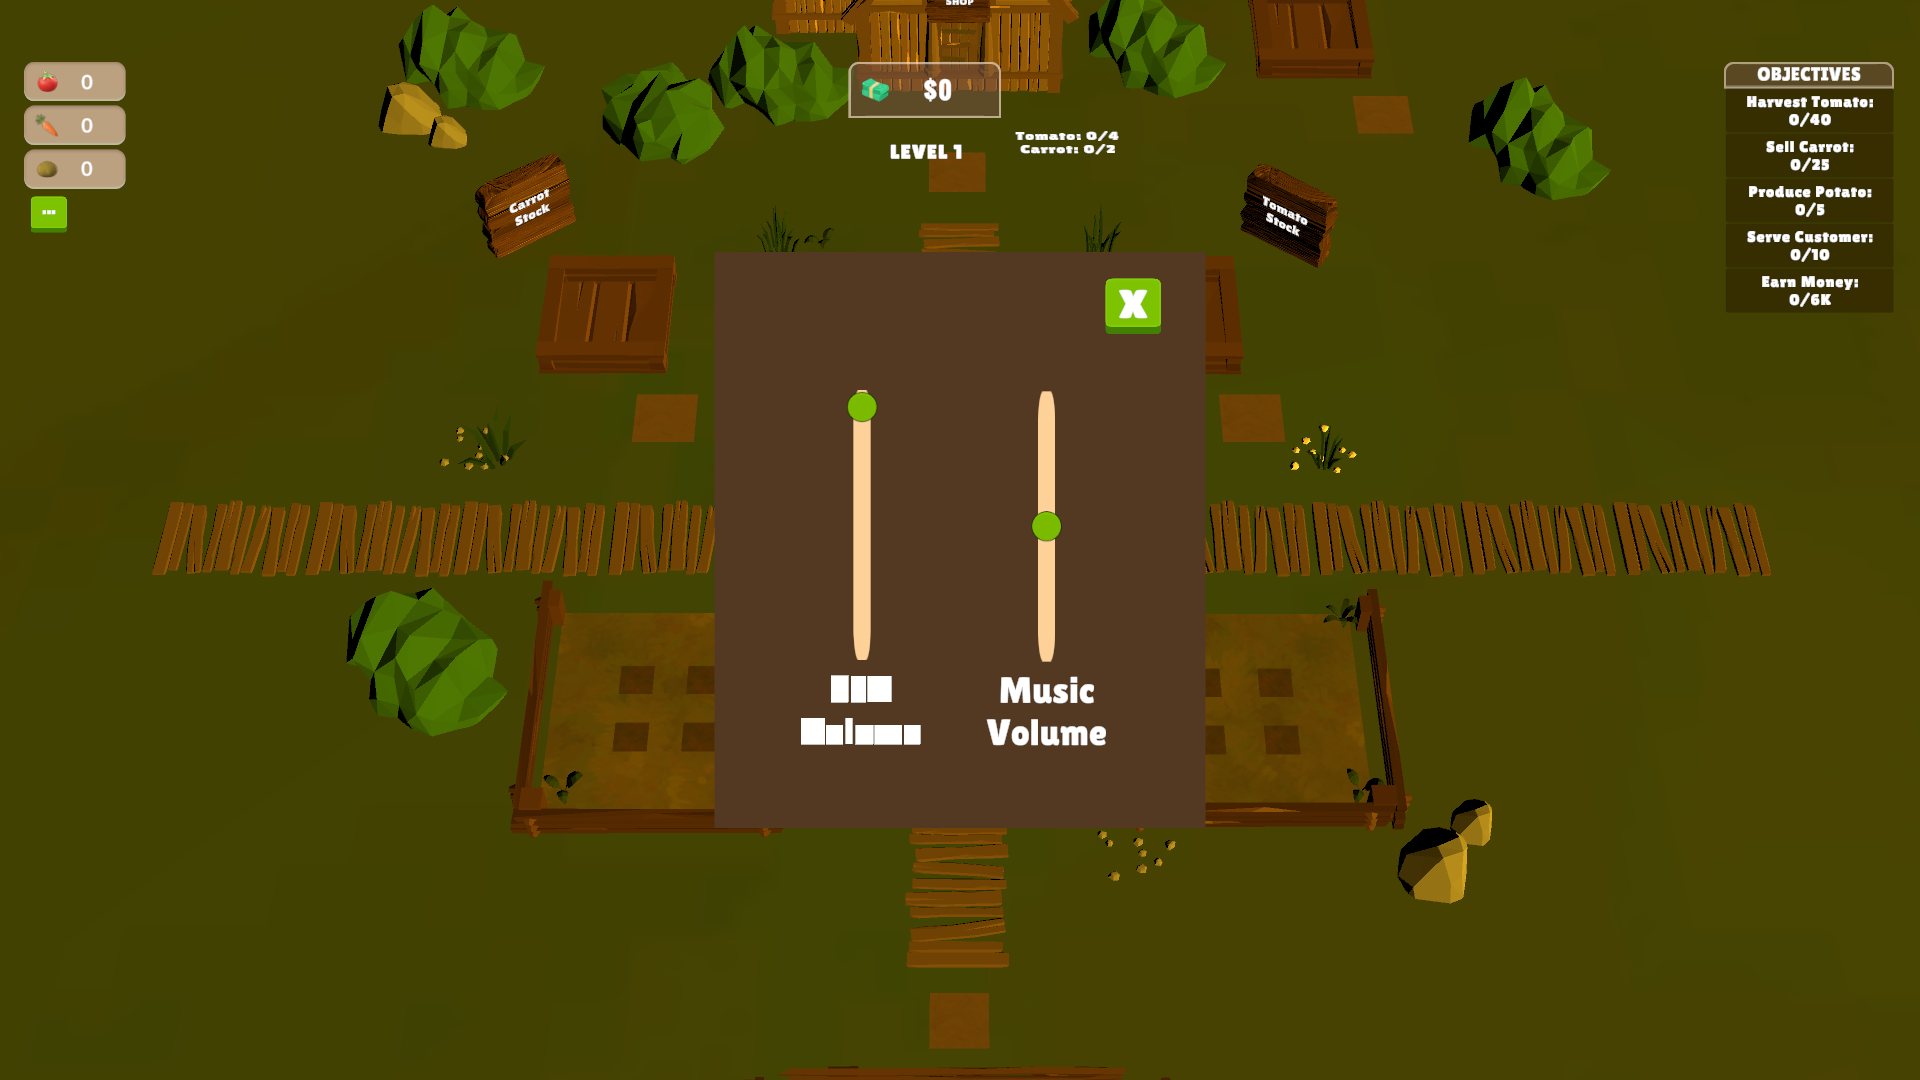 SHOP
0
0
0
$0
LEVEL 1
Tomato: 0/4
Carrot: 0/2
Carrot
Stock
Tomato
Stock
OBJECTIVES
Harvest Tomato:
0/40
Sell Carrot:
0/25
Produce Potato:
0/5
Serve Customer:
0/10
Earn Money:
0/6K
X
Music
Volume